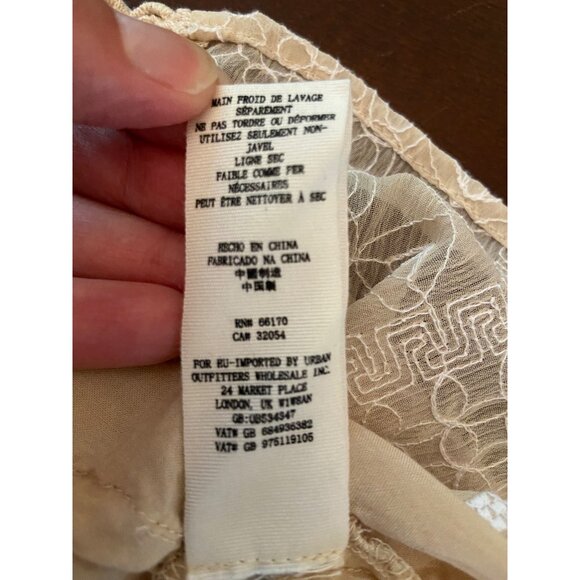 MAIN FROID DE LAVAGE
SÉPARÉMENT
NE PAS TORDRE OU DÉFORMER
UTILISEZ SEULEMENT NON-
JAVEL
LIGNE SEC
FAIBLE COMME FER
NÉCESSAIRES
PEUT ÊTRE NETTOYER À SEC
HECHO EN CHINA
FABRICADO NA CHINA
中國制造
中国製
RN# 66170
CA# 32054
FOR EU-IMPORTED BY URBAN
OUTFITTERS WHOLESALE INC.
24 MARKET PLACE
LONDON, UK W1W8AN
GB:UB534347
VAT# GB 684936382
VAT# GB 975119105